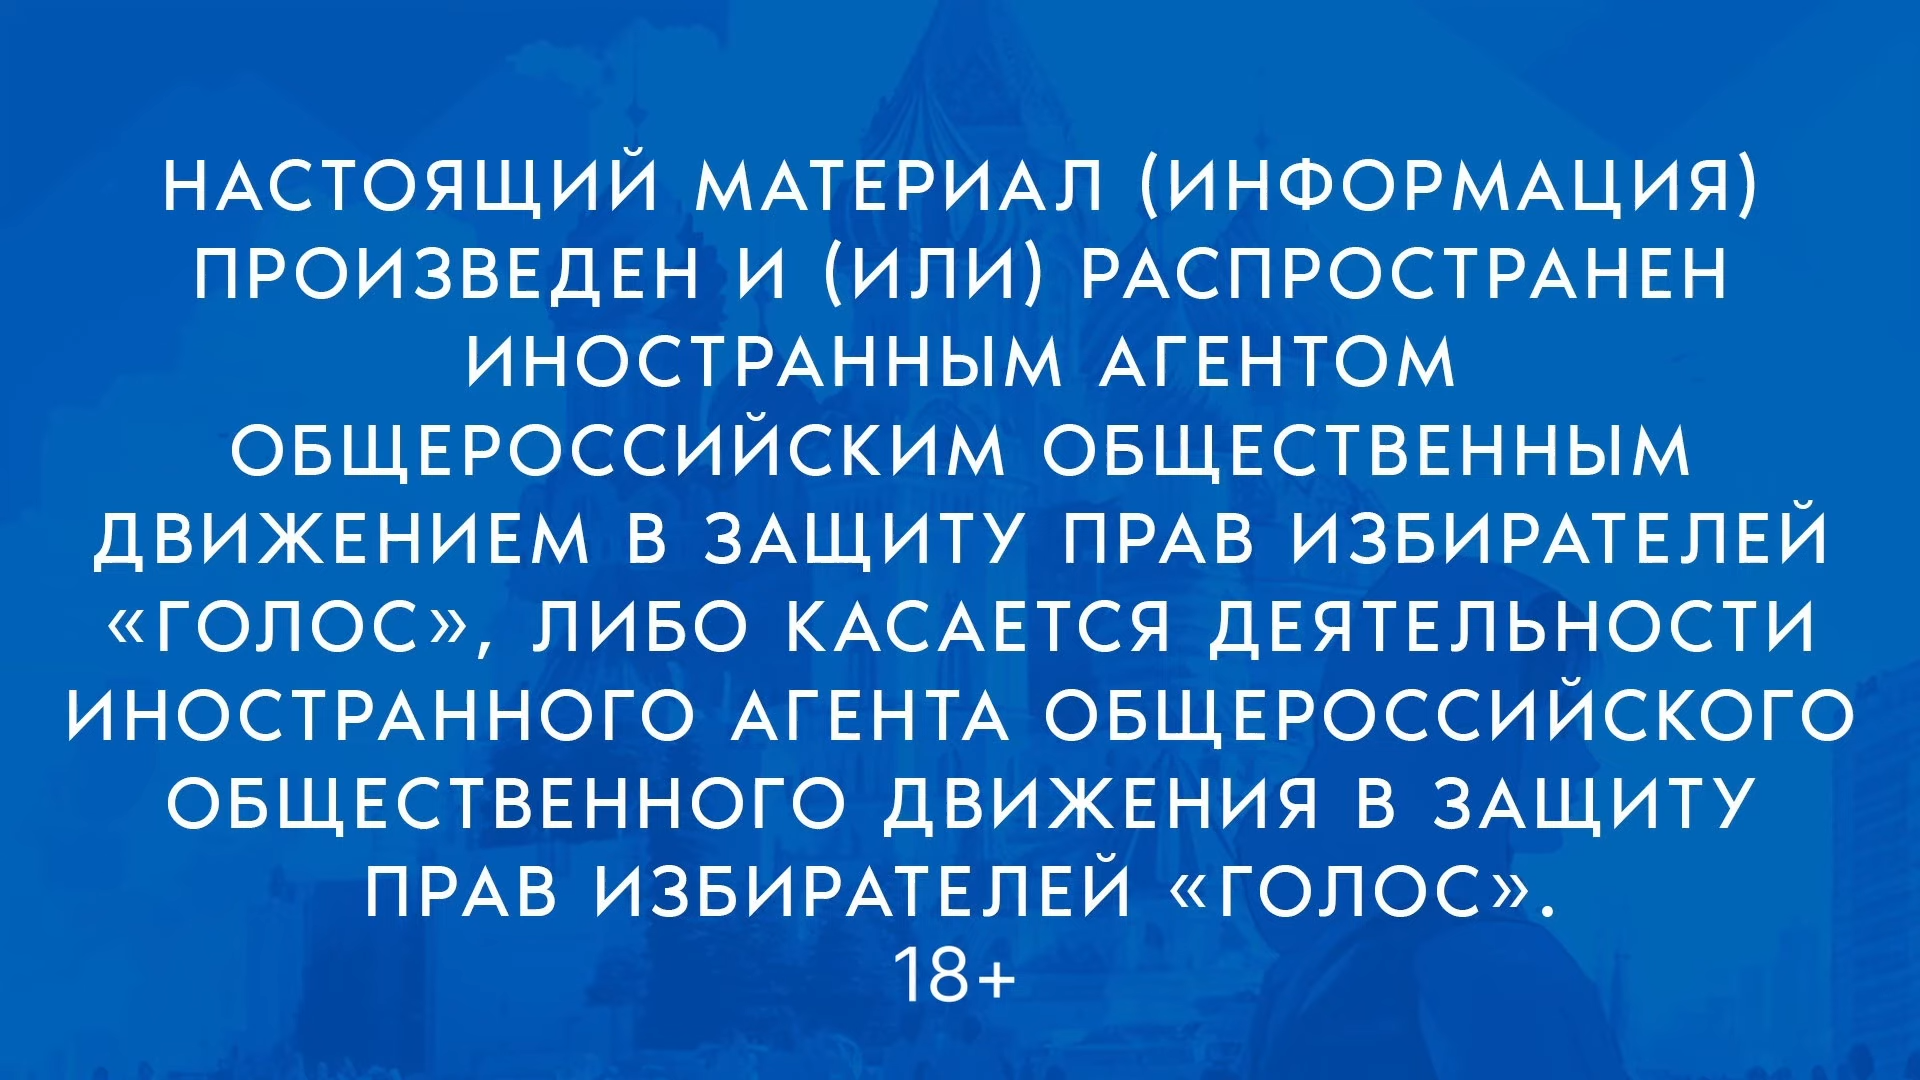 НАСТОЯЩИЙ МАТЕРИАЛ (ИНФОРМАЦИЯ)
ПРОИЗВЕДЕН И (ИЛИ) РАСПРОСТРАНЕН
ИНОСТРАННЫМ АГЕНТОМ
ОБЩЕРОССИЙСКИМ ОБЩЕСТВЕННЫМ
ДВИЖЕНИЕМ В ЗАЩИТУ ПРАВ ИЗБИРАТЕЛЕЙ
«ГОЛОС», ЛИБО КАСАЕТСЯ ДЕЯТЕЛЬНОСТИ
ИНОСТРАННОГО АГЕНТА ОБЩЕРОССИЙСКОГО
ОБЩЕСТВЕННОГО ДВИЖЕНИЯ В ЗАЩИТУ
ПРАВ ИЗБИРАТЕЛЕЙ «ГОЛОС».
18+